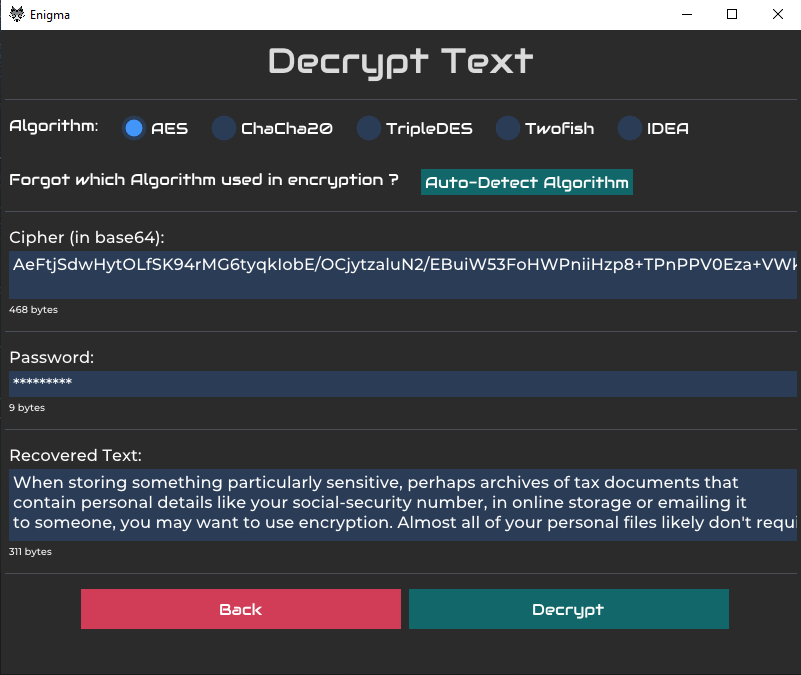 Enigma
Decrypt Text
Algorithm: AES ChaCha20 TripleDES Twofish IDEA
Forgot which Algorithm used in encryption ? Auto-Detect Algorithm
Cipher (in base64):
AeFtjSdwHytOLfSK94rMG6tyqkIobE/OCjytzaluN2/EBuiW53FoHWPniiHzp8+TPnPPV0Eza+VWk
468 bytes
Password:
*********
9 bytes
Recovered Text:
When storing something particularly sensitive, perhaps archives of tax documents that
contain personal details like your social-security number, in online storage or emailing it
to someone, you may want to use encryption. Almost all of your personal files likely don't requi
311 bytes
Back Decrypt